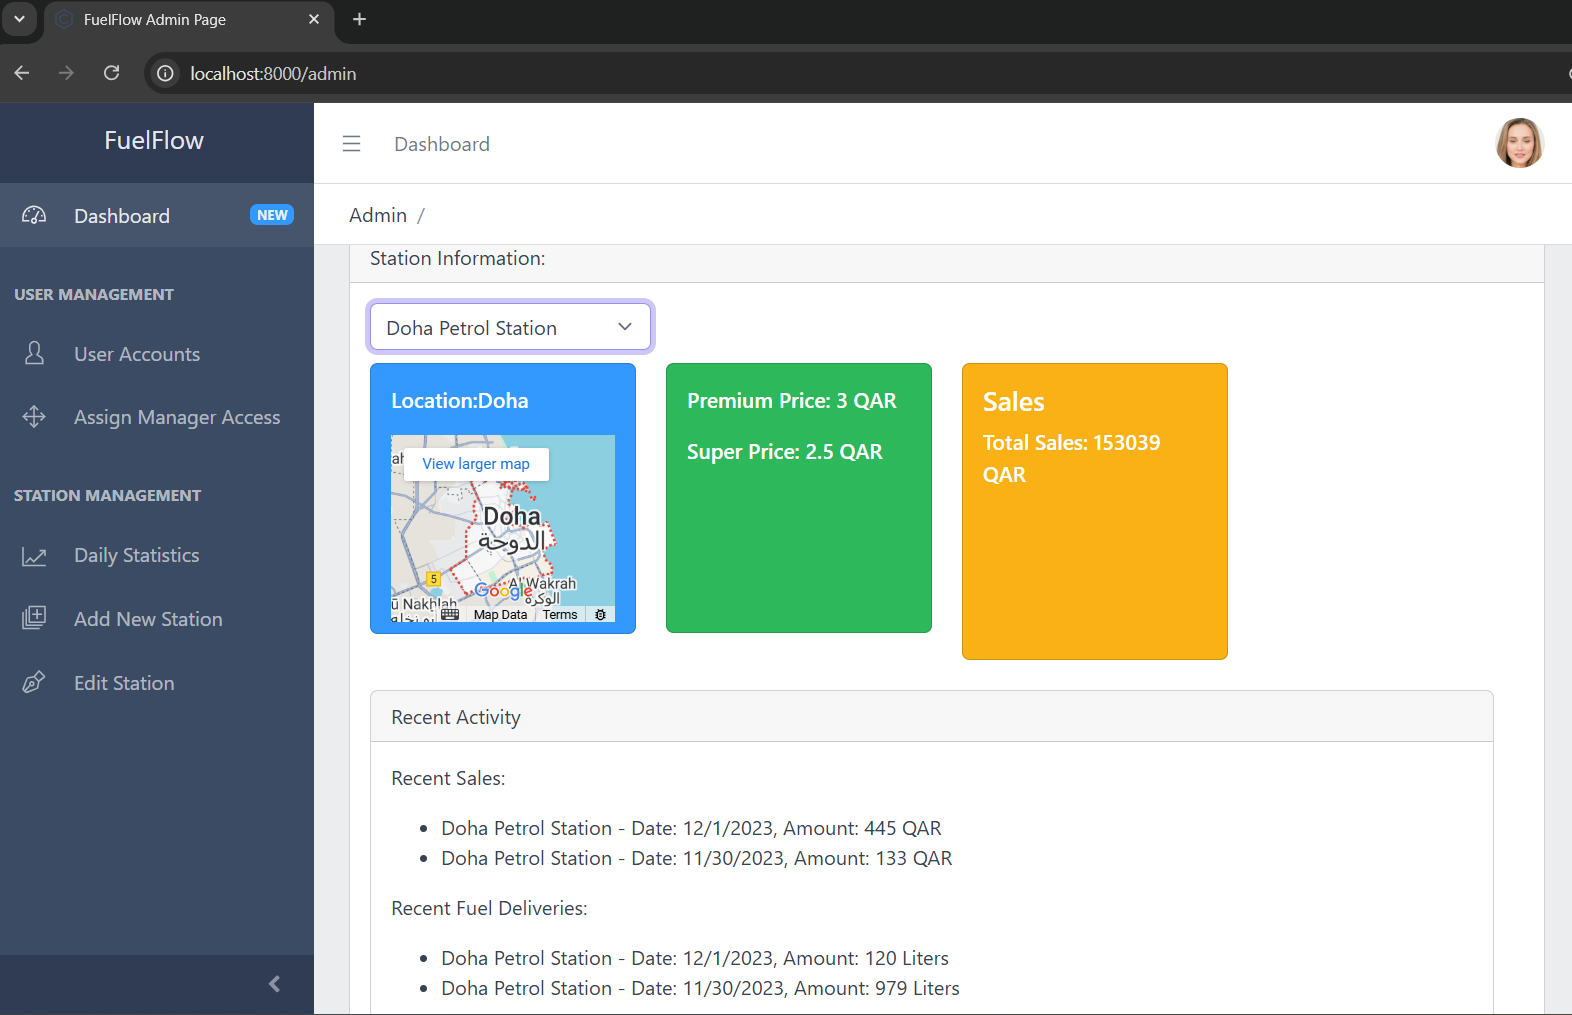 FuelFlow Admin Page
localhost:8000/admin
FuelFlow
Dashboard
NEW
USER MANAGEMENT
User Accounts
Assign Manager Access
STATION MANAGEMENT
Daily Statistics
Add New Station
Edit Station
Dashboard
Admin /
Station Information:
Doha Petrol Station
Location:Doha
View larger map
Doha
الدوحة
5
Al Wakrah
الوكرة
Google
Map Data
Terms
Premium Price: 3 QAR
Super Price: 2.5 QAR
Sales
Total Sales: 153039
QAR
Recent Activity
Recent Sales:
• Doha Petrol Station - Date: 12/1/2023, Amount: 445 QAR
• Doha Petrol Station - Date: 11/30/2023, Amount: 133 QAR
Recent Fuel Deliveries:
• Doha Petrol Station - Date: 12/1/2023, Amount: 120 Liters
• Doha Petrol Station - Date: 11/30/2023, Amount: 979 Liters